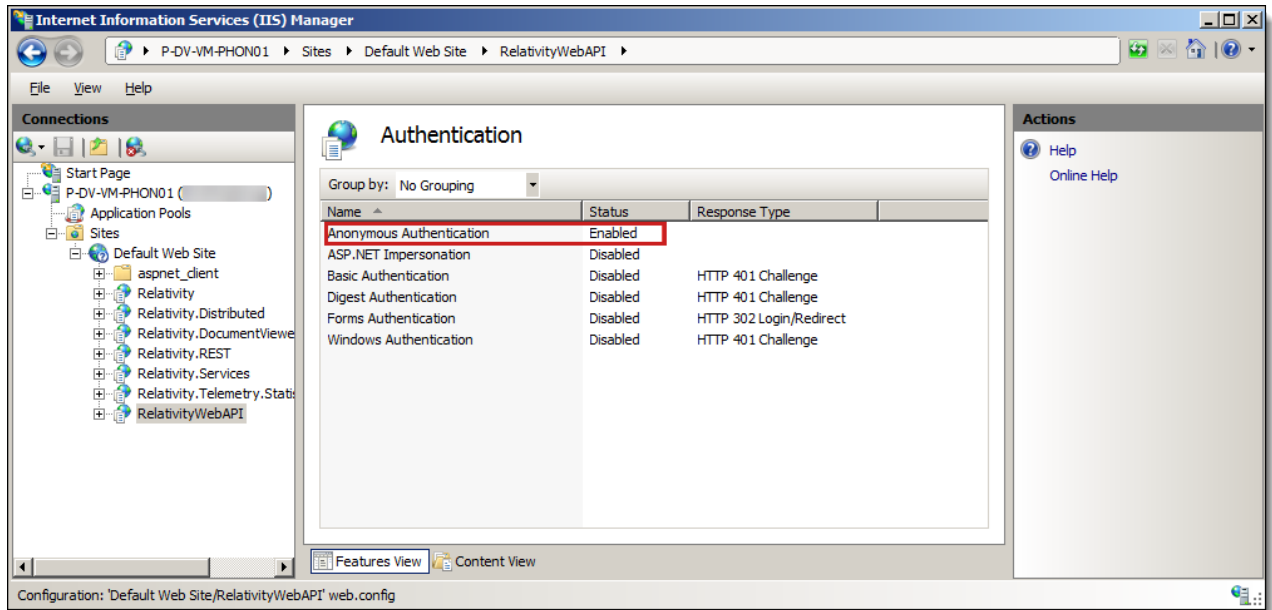 Internet Information Services (IIS) Manager
P-DV-VM-PHON01 Sites Default Web Site RelativityWebAPI
File View Help
Connections
Start Page
P-DV-VM-PHON01 ( )
Application Pools
Sites
Default Web Site
aspnet_client
Relativity
Relativity.Distributed
Relativity.DocumentViewe
Relativity.REST
Relativity.Services
Relativity.Telemetry.Statis
RelativityWebAPI
Authentication
Group by: No Grouping
Name Status Response Type
Anonymous Authentication Enabled
ASP.NET Impersonation Disabled
Basic Authentication Disabled HTTP 401 Challenge
Digest Authentication Disabled HTTP 401 Challenge
Forms Authentication Disabled HTTP 302 Login/Redirect
Windows Authentication Disabled HTTP 401 Challenge
Features View Content View
Actions
Help
Online Help
Configuration: 'Default Web Site/RelativityWebAPI' web.config